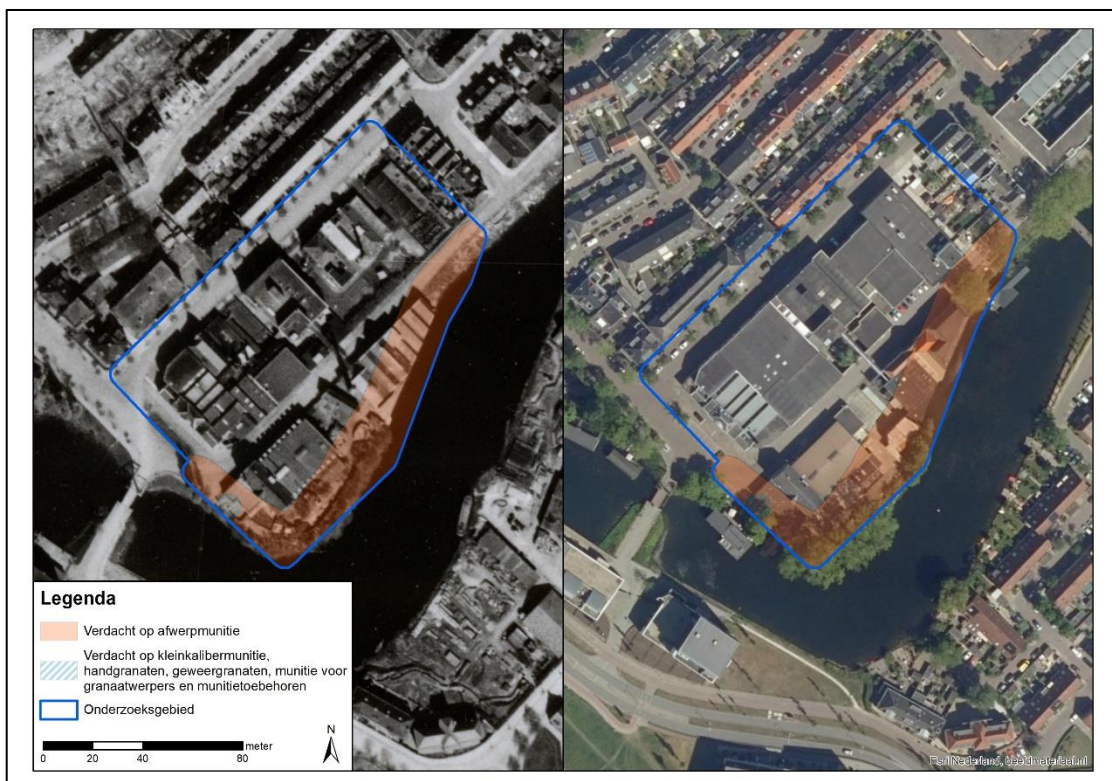 Legenda
Verdacht op afwerpmunitie
Verdacht op kleinkalibermunitie,
handgranaten, geweergranaten, munitie voor
granaatwerpers en munitietoebehoren
Onderzoeksgebied
meter
0 20 40 80
N
Esri Nederland, beeldmateriaal.nl